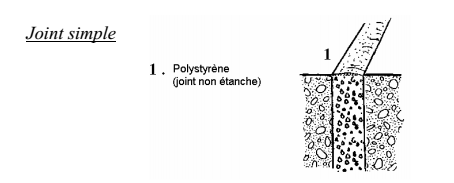 Joint simple
1
1 . Polystyrène
(joint non étanche)